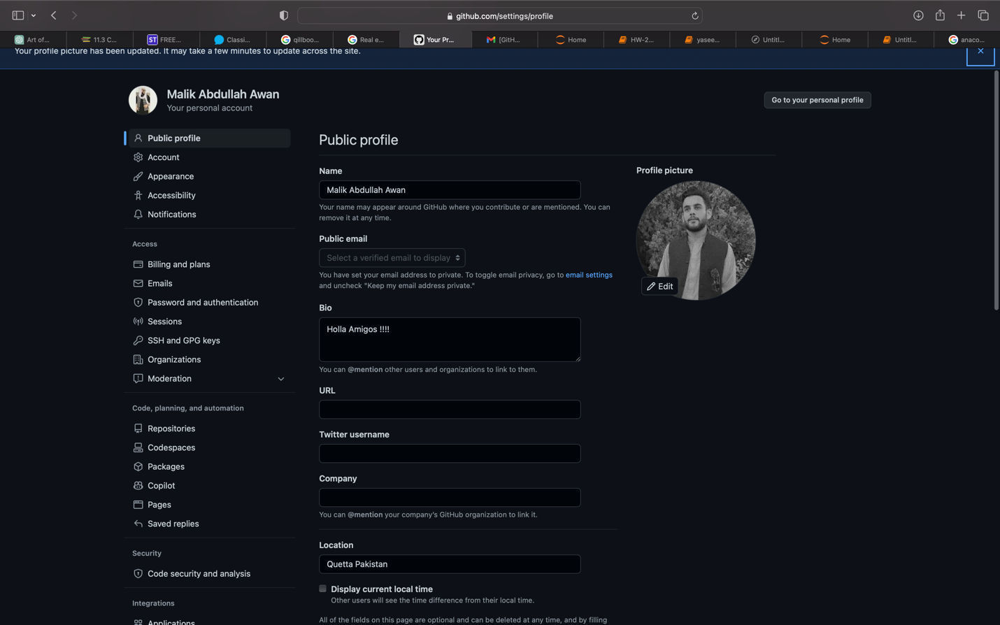 github.com/settings/profile
Art of...
11.3 C...
ST FREE...
Classi...
qillboo...
Real e...
Your Pr...
[GitH...
Home
HW-2...
yasee...
Untitl...
Home
Untitl...
anaco...
Your profile picture has been updated. It may take a few minutes to update across the site.
Malik Abdullah Awan
Your personal account
Go to your personal profile
Public profile
Account
Appearance
Accessibility
Notifications
Access
Billing and plans
Emails
Password and authentication
Sessions
SSH and GPG keys
Organizations
Moderation
Code, planning, and automation
Repositories
Codespaces
Packages
Copilot
Pages
Saved replies
Security
Code security and analysis
Integrations
Applications
Public profile
Name
Malik Abdullah Awan
Your name may appear around GitHub where you contribute or are mentioned. You can
remove it at any time.
Public email
Select a verified email to display
You have set your email address to private. To toggle email privacy, go to email settings
and uncheck "Keep my email address private."
Bio
Holla Amigos !!!!
You can @mention other users and organizations to link to them.
URL
Twitter username
Company
You can @mention your company's GitHub organization to link it.
Location
Quetta Pakistan
Display current local time
Other users will see the time difference from their local time.
All of the fields on this page are optional and can be deleted at any time, and by filling
Profile picture
Edit